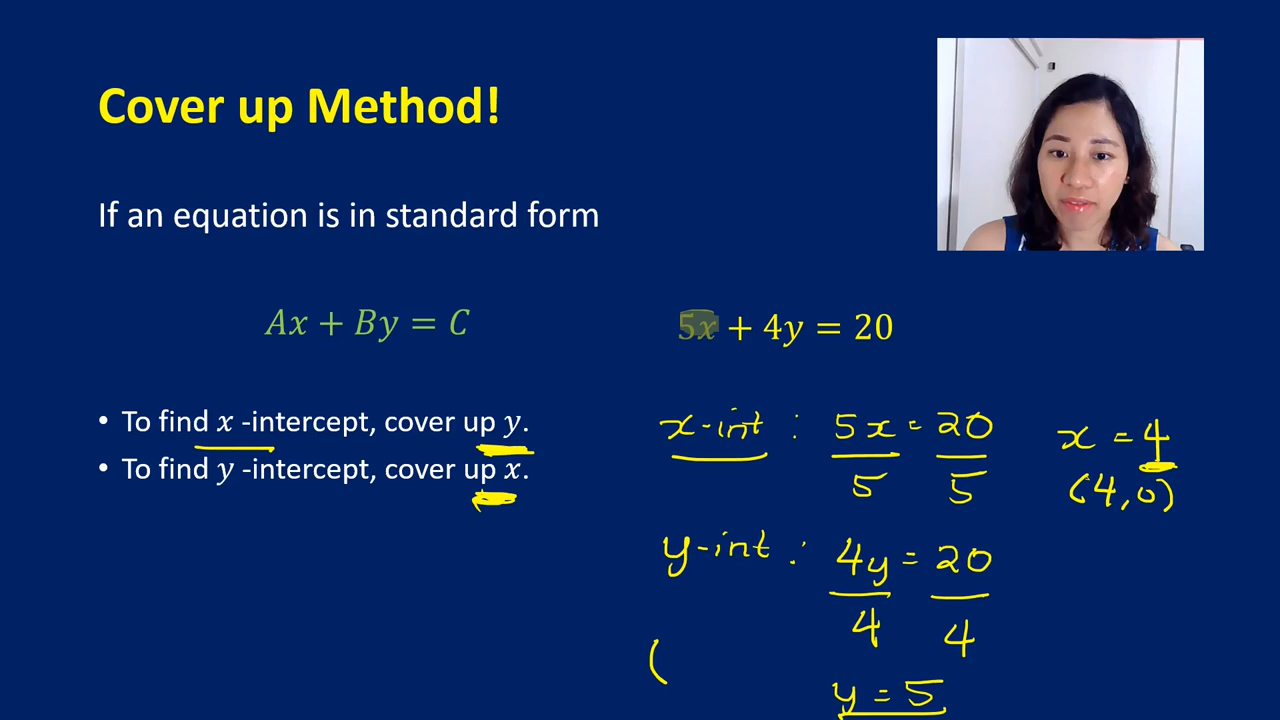 Cover up Method!
If an equation is in standard form
Ax + By = C
5x + 4y = 20
• To find x -intercept, cover up y.
• To find y -intercept, cover up x.
x-int : 5x = 20
5 5
x = 4
(4,0)
y-int : 4y = 20
4 4
(
y = 5